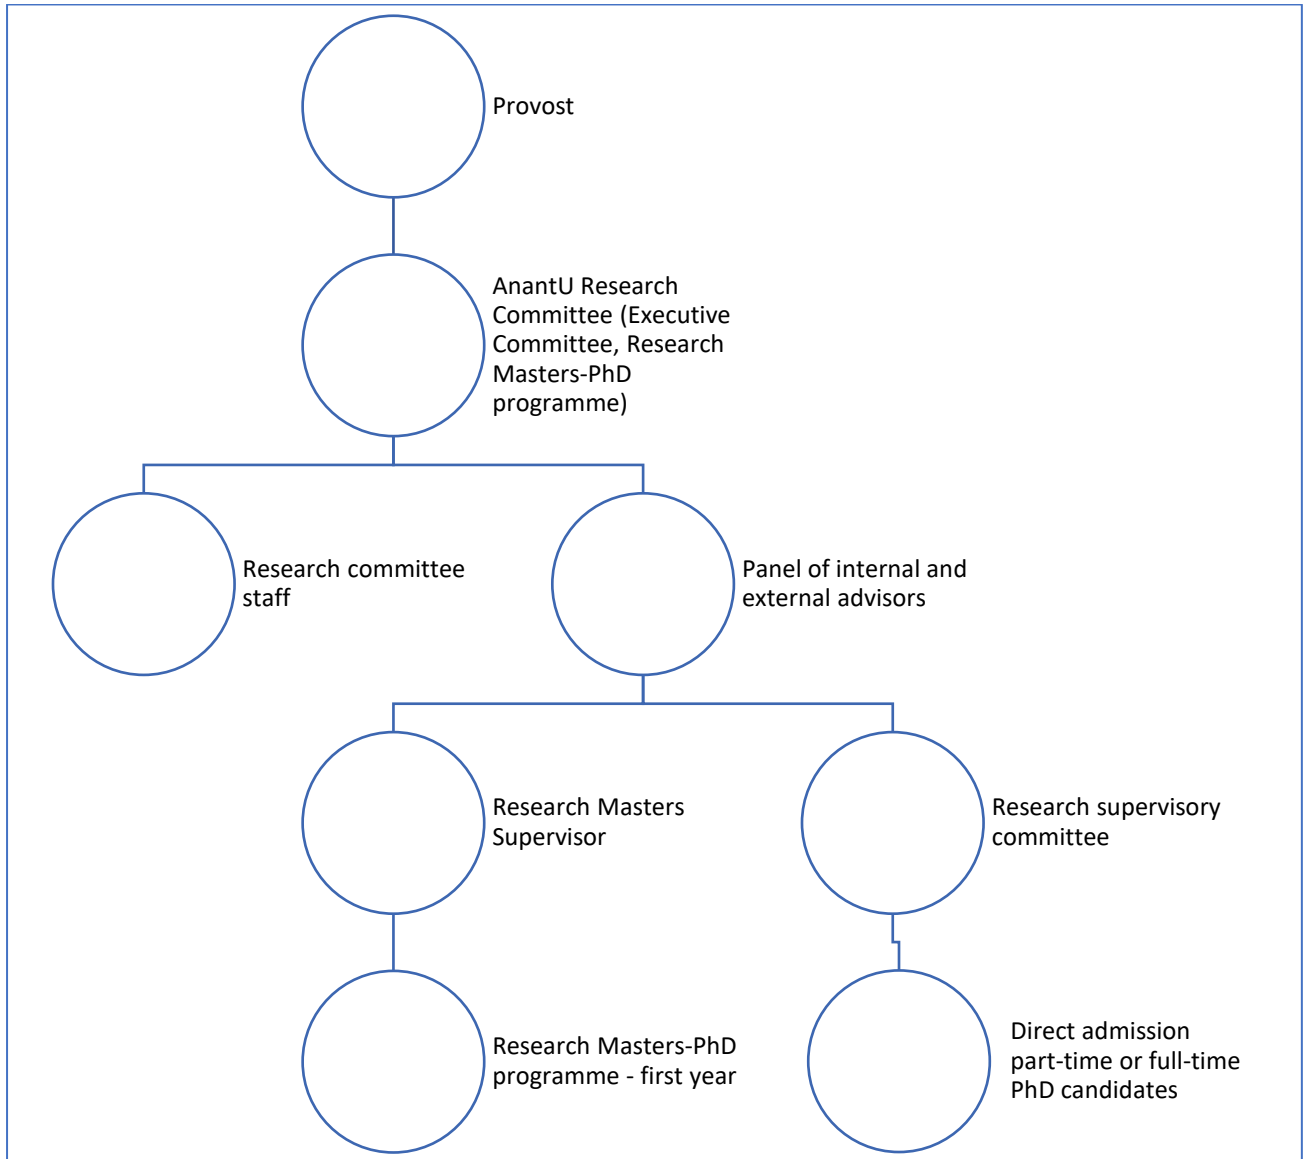 Provost
AnantU Research
Committee (Executive
Committee, Research
Masters-PhD
programme)
Research committee
staff
Panel of internal and
external advisors
Research Masters
Supervisor
Research supervisory
committee
Research Masters-PhD
programme - first year
Direct admission
part-time or full-time
PhD candidates